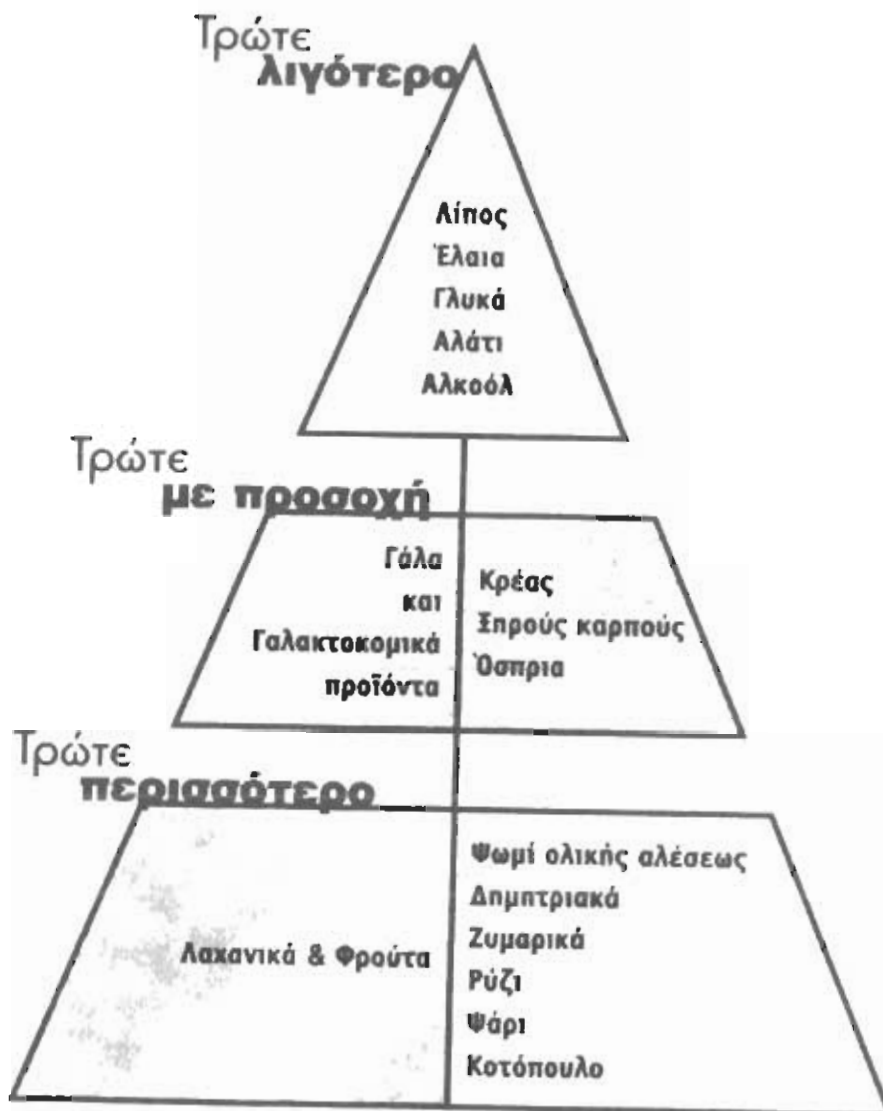 Τρώτε
λιγότερο
Λίπος
Έλαια
Γλυκά
Αλάτι
Αλκοόλ
Τρώτε
με προσοχή
Γάλα
και
Γαλακτοκομικά
προϊόντα
Κρέας
Ξηρούς καρπούς
Όσπρια
Τρώτε
περισσότερο
Λαχανικά & Φρούτα
Ψωμί ολικής αλέσεως
Δημητριακά
Ζυμαρικά
Ρύζι
Ψάρι
Κοτόπουλο